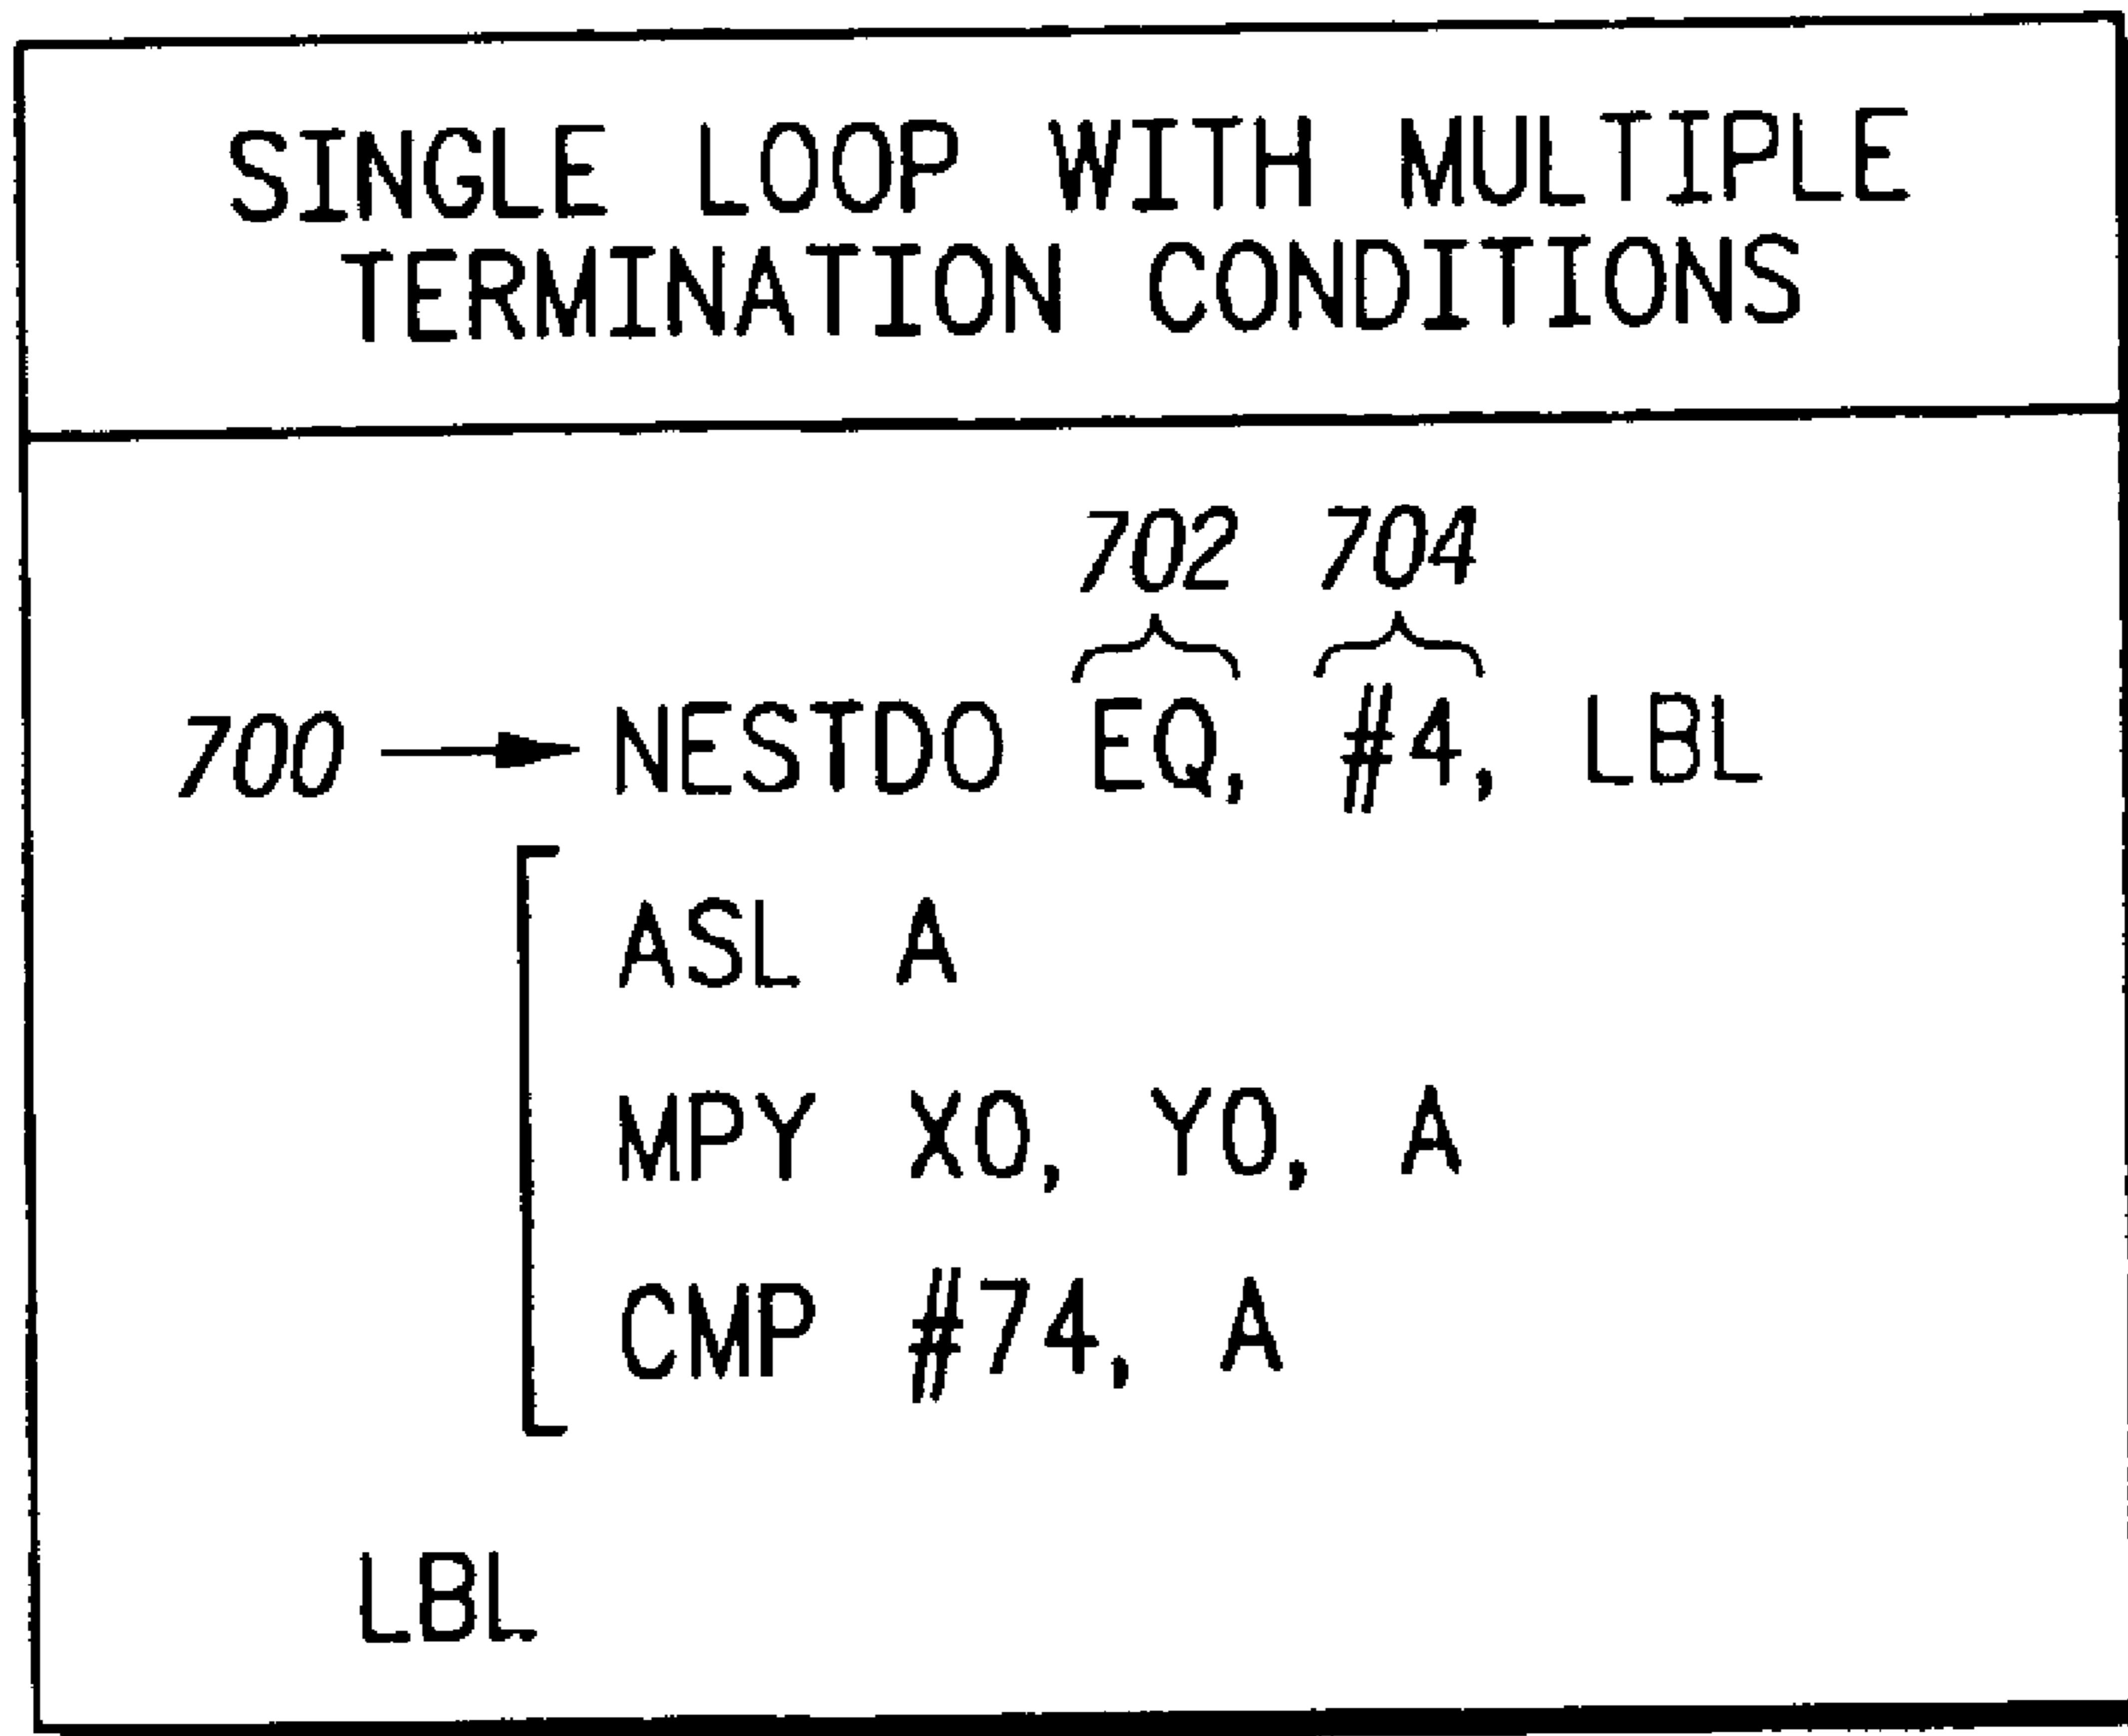 SINGLE LOOP WITH MULTIPLE
TERMINATION CONDITIONS
702 704
700 NESTDO EQ, #4, LBL
ASL A
MPY X0, Y0, A
CMP #74, A
LBL